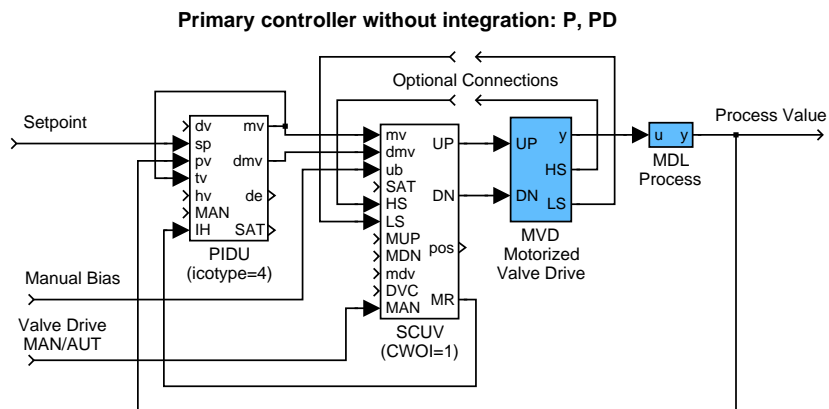 Primary controller without integration: P, PD
Optional Connections
Setpoint
Process Value
dv
mv
sp
pv
dmv
tv
hv
de
MAN
IH
SAT
PIDU
(icotype=4)
mv
UP
dmv
ub
SAT
DN
HS
LS
MUP
pos
MDN
mdv
DVC
MR
MAN
SCUV
(CWOI=1)
UP
y
HS
DN
LS
MVD
Motorized
Valve Drive
u y
MDL
Process
Manual Bias
Valve Drive
MAN/AUT